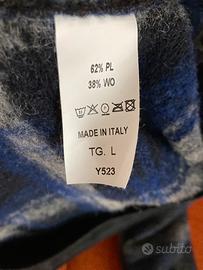 62% PL
38% WO
MADE IN ITALY
TG. L
Y523
subito